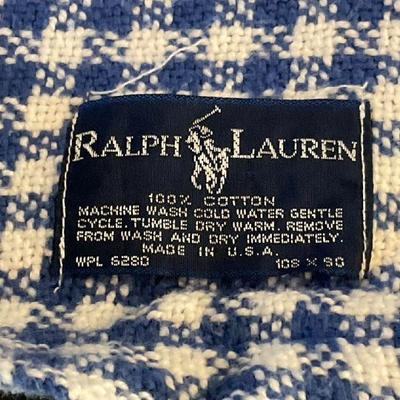 RALPH LAUREN
100% COTTON
MACHINE WASH COLD WATER GENTLE
CYCLE. TUMBLE DRY WARM. REMOVE
FROM WASH AND DRY IMMEDIATELY.
MADE IN U.S.A.
WPL 6280 108 X 90